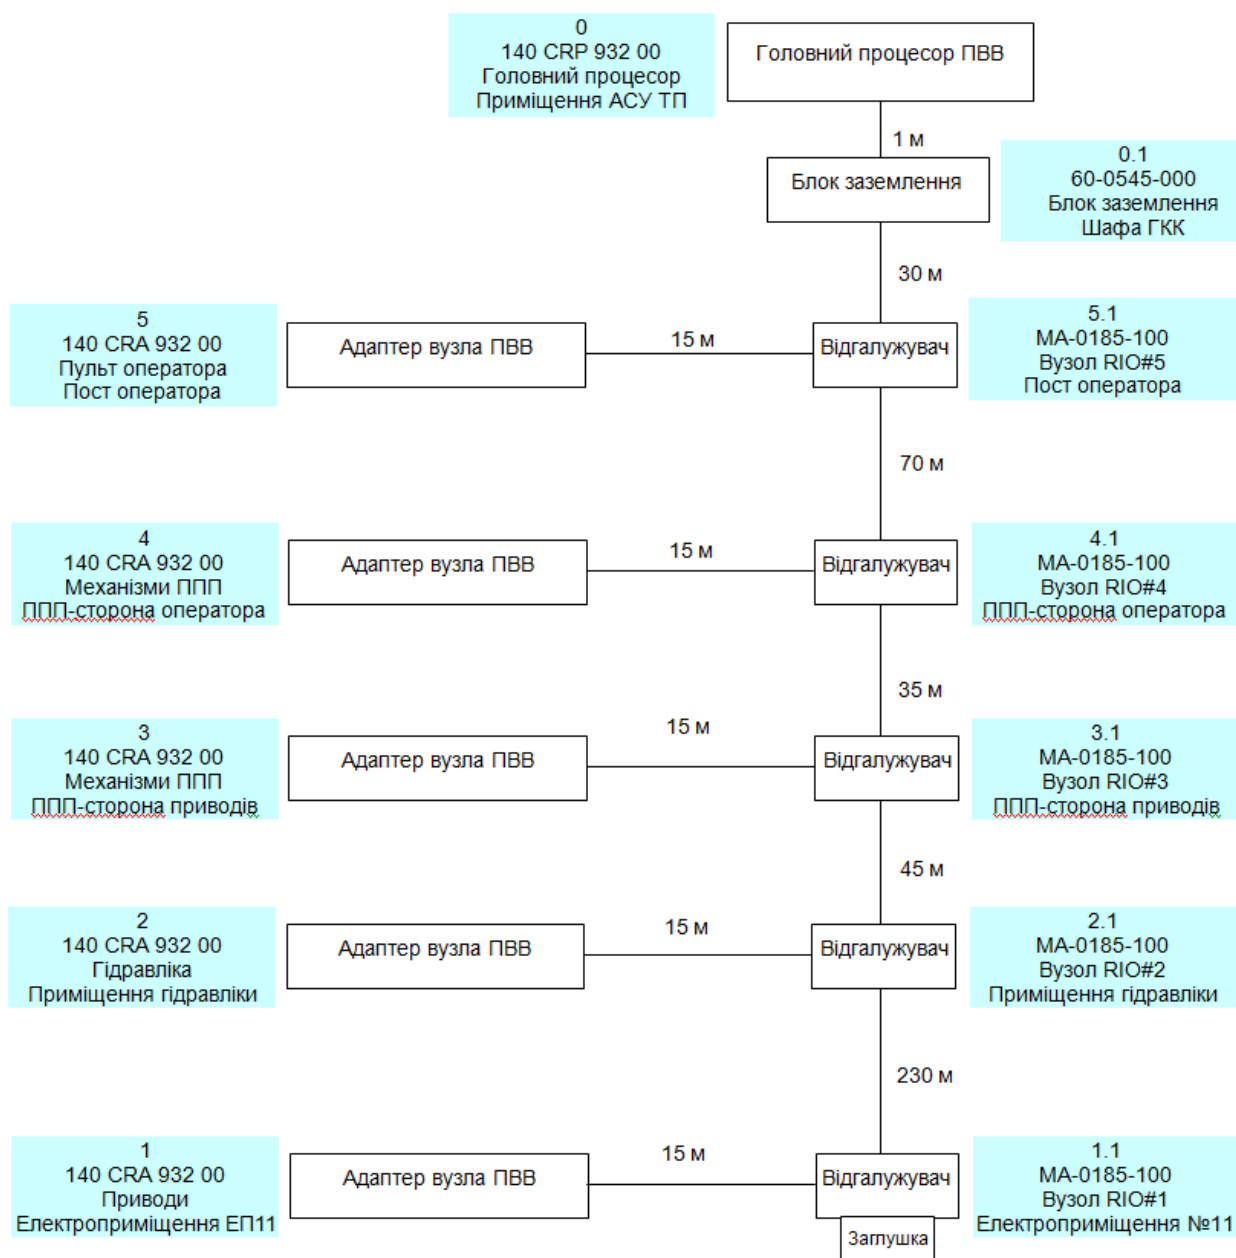 0
140 CRP 932 00
Головний процесор
Приміщення АСУ ТП
Головний процесор ПВВ
1 м
Блок заземлення
0.1
60-0545-000
Блок заземлення
Шафа ГКК
30 м
5
140 CRA 932 00
Пульт оператора
Пост оператора
Адаптер вузла ПВВ
15 м
Відгалужувач
5.1
MA-0185-100
Вузол RIO#5
Пост оператора
70 м
4
140 CRA 932 00
Механізми ППП
ППП-сторона оператора
Адаптер вузла ПВВ
15 м
Відгалужувач
4.1
MA-0185-100
Вузол RIO#4
ППП-сторона оператора
35 м
3
140 CRA 932 00
Механізми ППП
ППП-сторона приводів
Адаптер вузла ПВВ
15 м
Відгалужувач
3.1
MA-0185-100
Вузол RIO#3
ППП-сторона приводів
45 м
2
140 CRA 932 00
Гідравліка
Приміщення гідравліки
Адаптер вузла ПВВ
15 м
Відгалужувач
2.1
MA-0185-100
Вузол RIO#2
Приміщення гідравліки
230 м
1
140 CRA 932 00
Приводи
Електроприміщення ЕП11
Адаптер вузла ПВВ
15 м
Відгалужувач
1.1
MA-0185-100
Вузол RIO#1
Електроприміщення №11
Заглушка